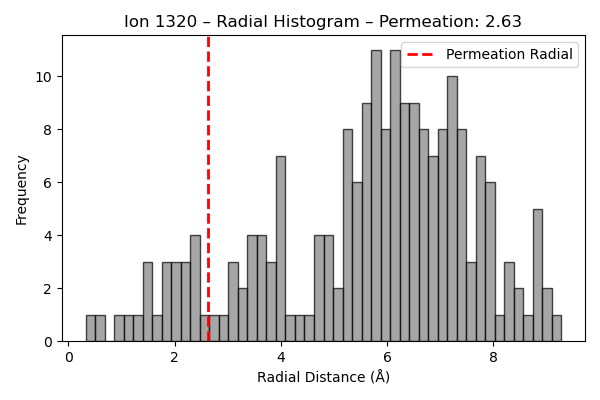 Ion 1320 – Radial Histogram – Permeation: 2.63
Permeation Radial
Frequency
10
8
6
4
2
0
0 2 4 6 8
Radial Distance (Å)